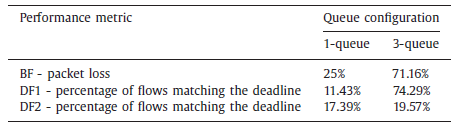 Performance metric Queue configuration
1-queue 3-queue
BF - packet loss 25% 71.16%
DF1 - percentage of flows matching the deadline 11.43% 74.29%
DF2 - percentage of flows matching the deadline 17.39% 19.57%